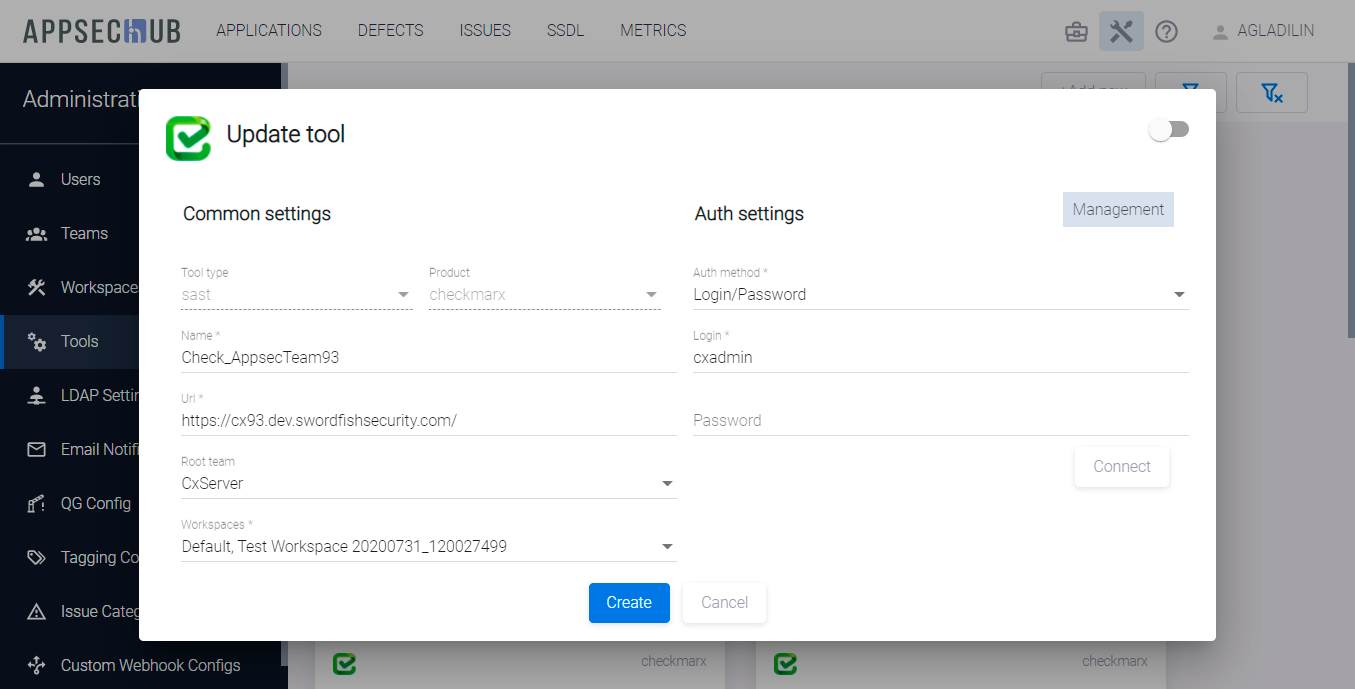 APPSECHUB APPLICATIONS DEFECTS ISSUES SSDL METRICS AGLADILIN
Administrati
Users
Teams
Workspace
Tools
LDAP Settin
Email Notifi
QG Config
Tagging Co
Issue Categ
Custom Webhook Configs
Update tool
Common settings
Tool type
sast
Product
checkmarx
Name *
Check_AppsecTeam93
Url *
https://cx93.dev.swordfishsecurity.com/
Root team
CxServer
Workspaces *
Default, Test Workspace 20200731_120027499
Auth settings
Management
Auth method *
Login/Password
Login *
cxadmin
Password
Connect
Create
Cancel
checkmarx
checkmarx